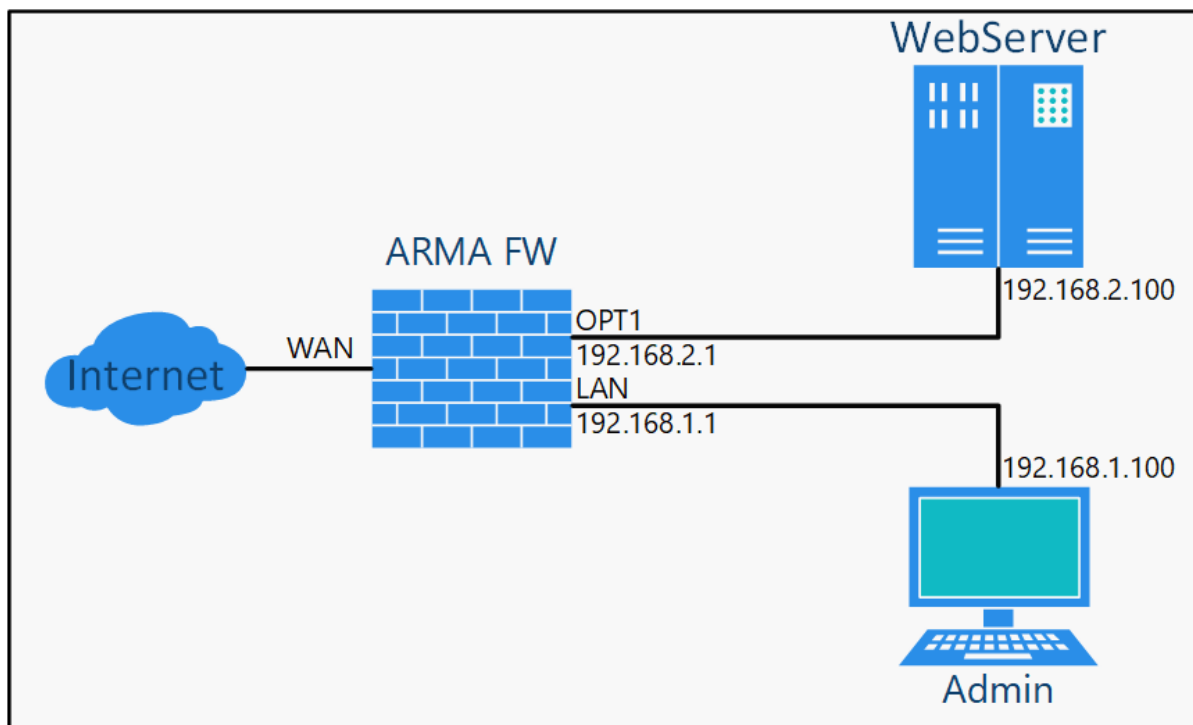 WebServer
192.168.2.100
ARMA FW
OPT1
192.168.2.1
WAN
Internet
LAN
192.168.1.1
192.168.1.100
Admin